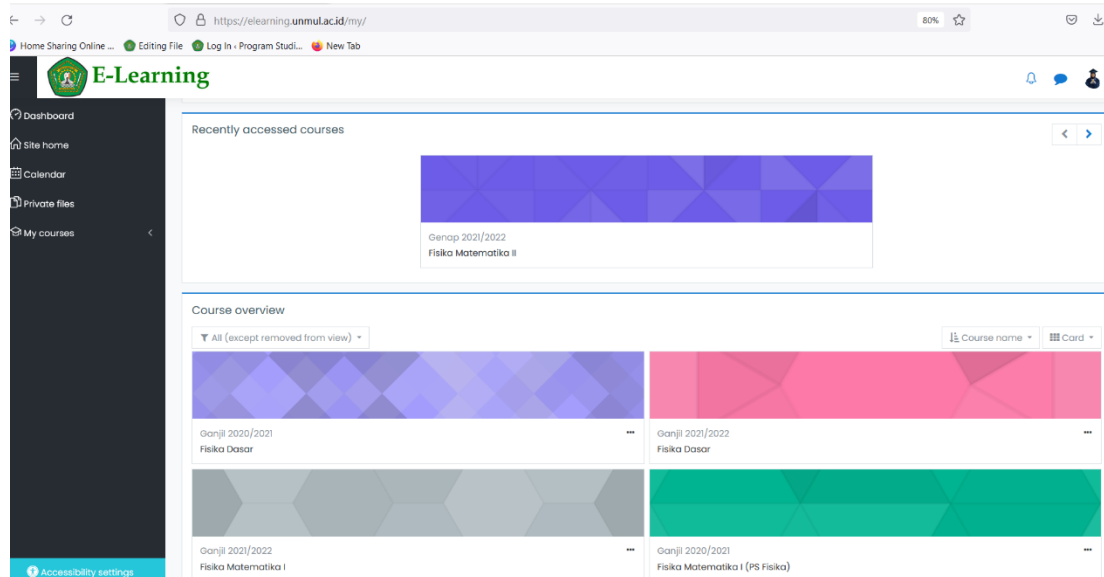 https://elearning.unmul.ac.id/my/
80%
Home Sharing Online ...
Editing File
Log In ‹ Program Studi...
New Tab
E-Learning
Dashboard
Site home
Calendar
Private files
My courses
Recently accessed courses
Genap 2021/2022
Fisika Matematika II
Course overview
All (except removed from view)
Course name
Card
Ganjil 2020/2021
Fisika Dasar
Ganjil 2021/2022
Fisika Dasar
Ganjil 2021/2022
Fisika Matematika I
Ganjil 2020/2021
Fisika Matematika I (PS Fisika)
Accessibility settings